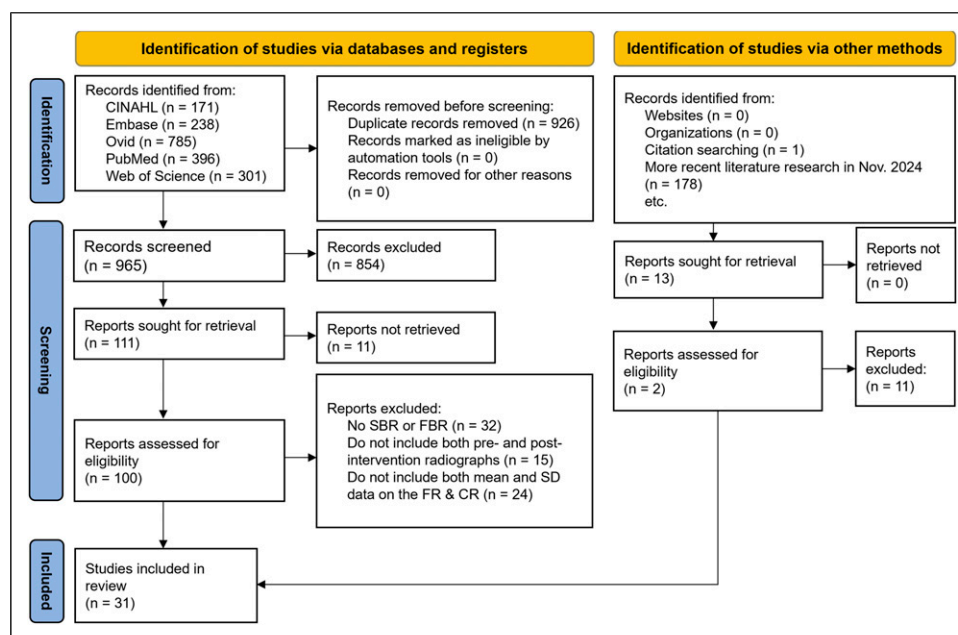 Identification of studies via databases and registers
Identification of studies via other methods
Identification
Records identified from:
CINAHL (n = 171)
Embase (n = 238)
Ovid (n = 785)
PubMed (n = 396)
Web of Science (n = 301)
Records removed before screening:
Duplicate records removed (n = 926)
Records marked as ineligible by
automation tools (n = 0)
Records removed for other reasons
(n = 0)
Records identified from:
Websites (n = 0)
Organizations (n = 0)
Citation searching (n = 1)
More recent literature research in Nov. 2024
(n = 178)
etc.
Screening
Records screened
(n = 965)
Records excluded
(n = 854)
Reports sought for retrieval
(n = 13)
Reports not
retrieved
(n = 0)
Reports sought for retrieval
(n = 111)
Reports not retrieved
(n = 11)
Reports assessed for
eligibility
(n = 2)
Reports
excluded:
(n = 11)
Reports assessed for
eligibility
(n = 100)
Reports excluded:
No SBR or FBR (n = 32)
Do not include both pre- and post-
intervention radiographs (n = 15)
Do not include both mean and SD
data on the FR & CR (n = 24)
Included
Studies included in
review
(n = 31)